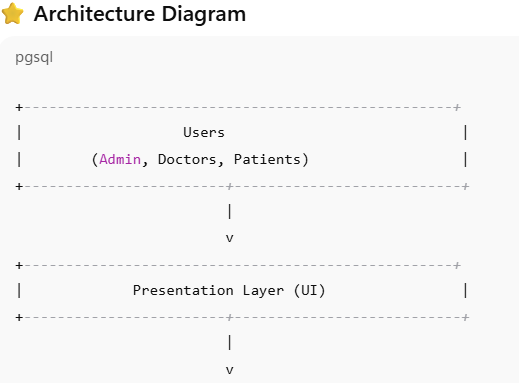 ⭐ Architecture Diagram
pgsql
+---------------------------------------------------+
|                   Users                            |
|        (Admin, Doctors, Patients)                  |
+------------------------+----------------------------+
                         |
                         v
+---------------------------------------------------+
|             Presentation Layer (UI)                |
+------------------------+----------------------------+
                         |
                         v